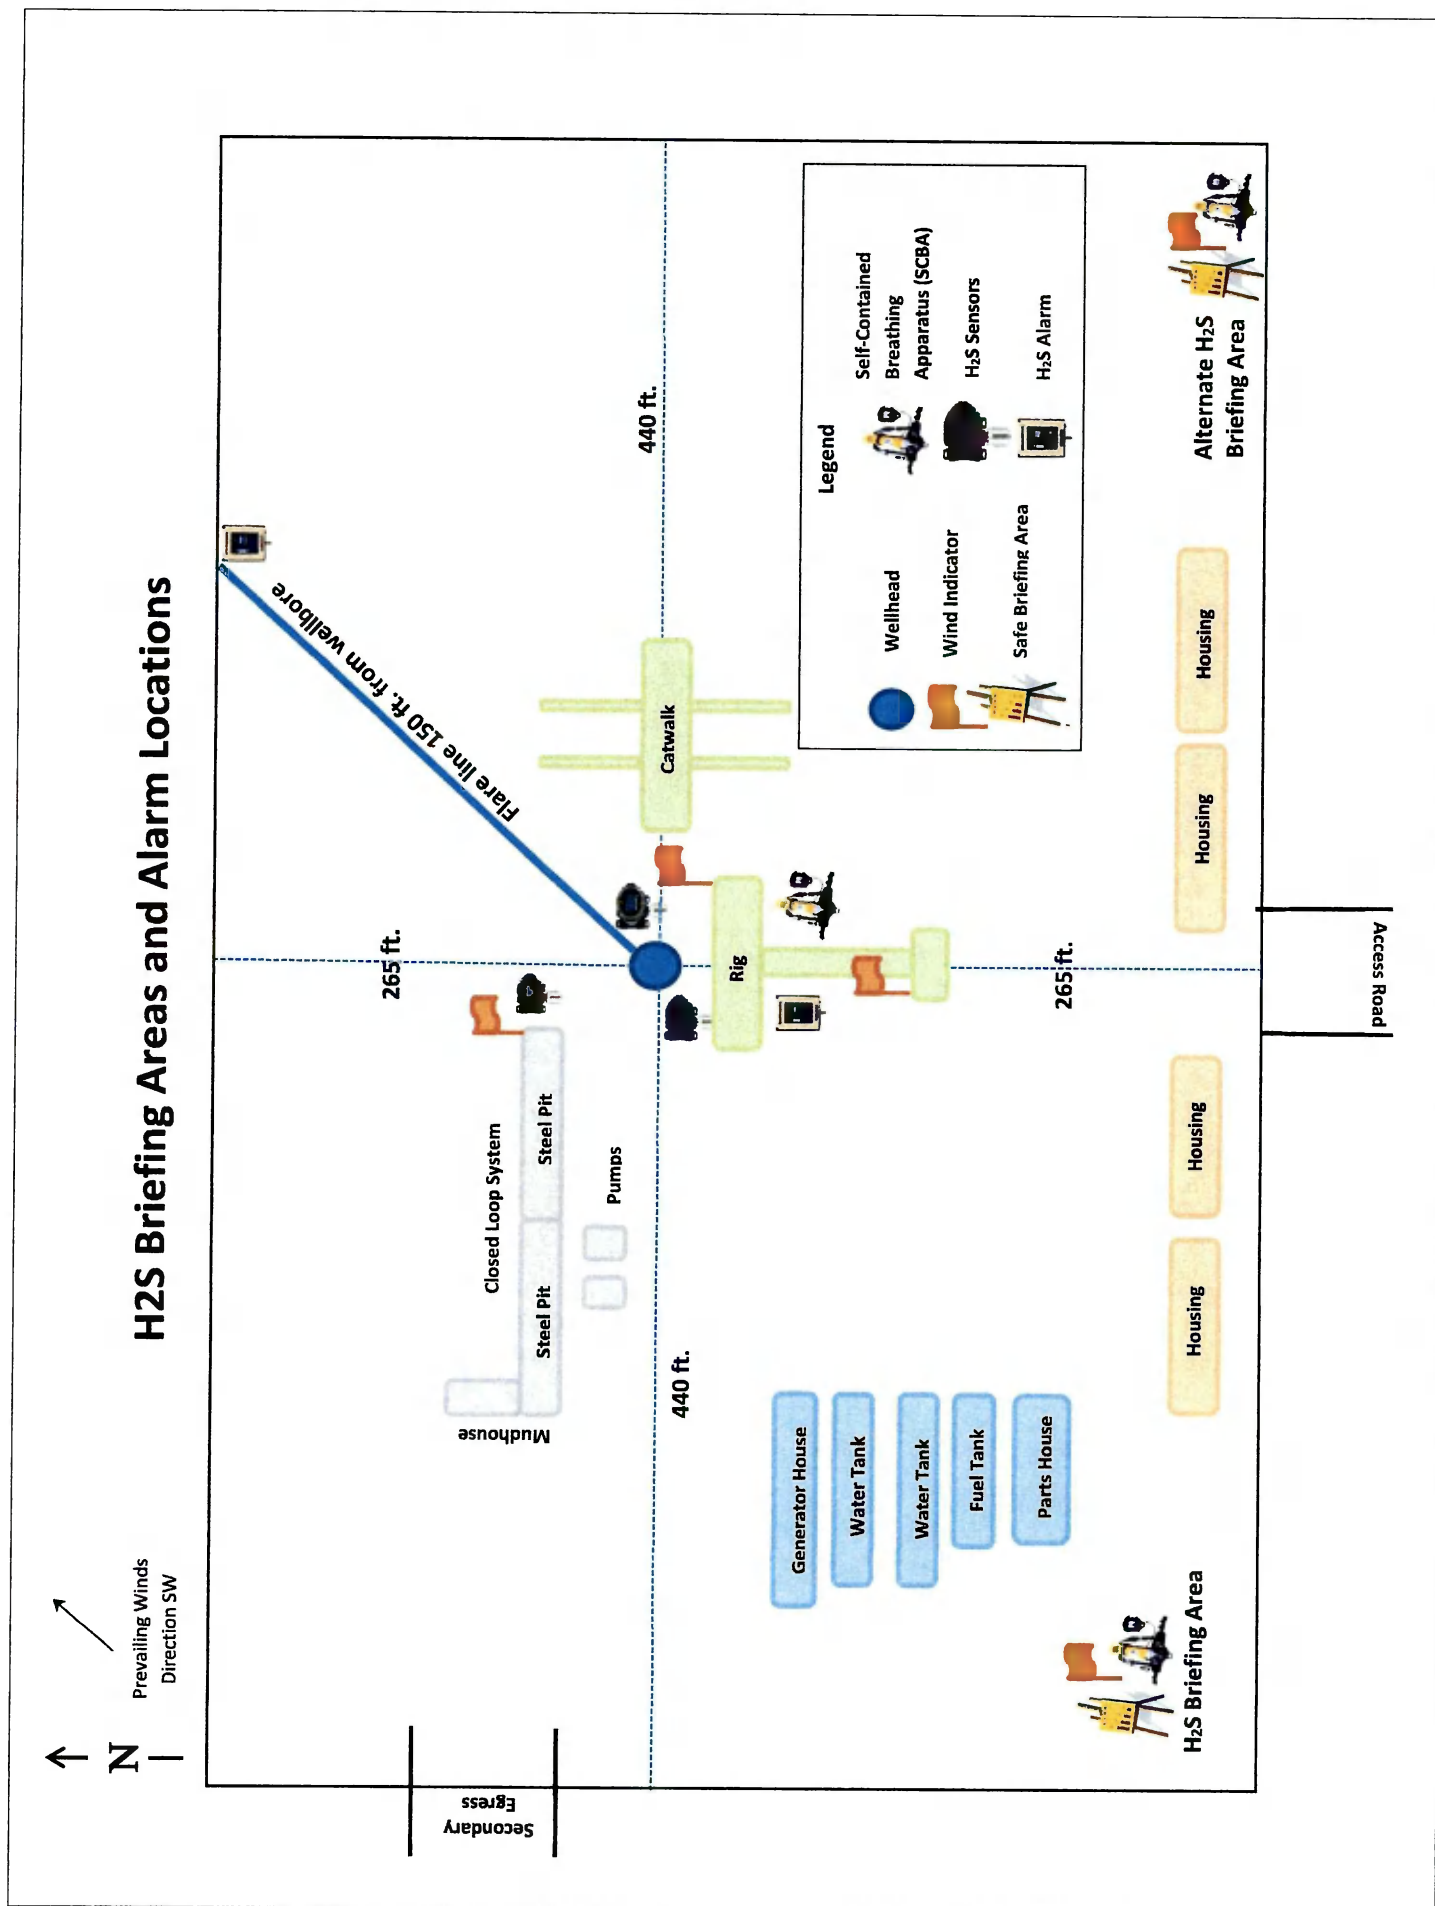 H2S Briefing Areas and Alarm Locations
N
Prevailing Winds
Direction SW
Secondary
Egress
265 ft.
Flare line 150 ft. from wellbore
Closed Loop System
Mudhouse
Steel Pit
Steel Pit
Pumps
440 ft.
440 ft.
Catwalk
Rig
Generator House
Water Tank
Water Tank
Fuel Tank
Parts House
265 ft.
Legend
Wellhead
Wind Indicator
Safe Briefing Area
Self-Contained
Breathing
Apparatus (SCBA)
H2S Sensors
H2S Alarm
H2S Briefing Area
Housing
Housing
Housing
Housing
Alternate H2S
Briefing Area
Access Road